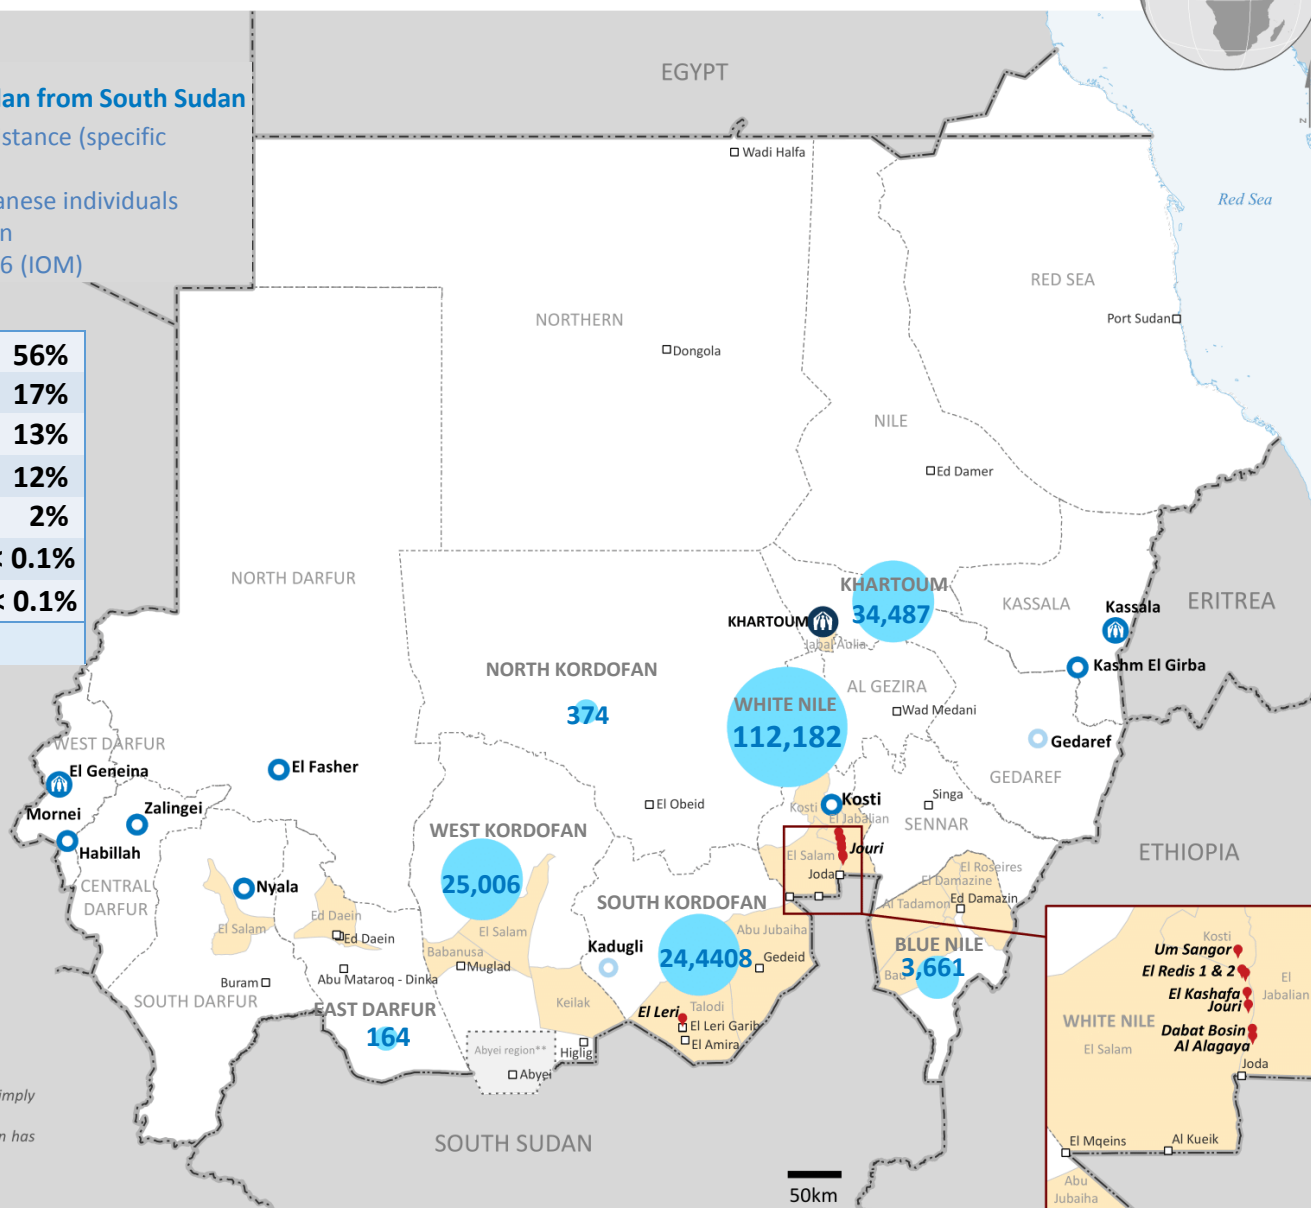 EGYPT
lan from South Sudan
stance (specific
Wadi Halfa
anese individuals
Red Sea
n
6 (IOM)
RED SEA
NORTHERN
Port Sudan
56%
Dongola
17%
NILE
13%
12%
Ed Damer
2%
< 0.1%
NORTH DARFUR
KHARTOUM
< 0.1%
KASSALA
Kassala
ERITREA
34,487
KHARTOUM
Jabal Aulia
NORTH KORDOFAN
Kashm El Girba
AL GEZIRA
WHITE NILE
374
Wad Medani
112,182
WEST DARFUR
Gedaref
El Geneina
El Fasher
GEDAREF
Singa
Mornei
Zalingei
El Obeid
Kosti
Kosti
El Jabalian
SENNAR
WEST KORDOFAN
Habillah
El Salam
Jouri
ETHIOPIA
El Roseires
Joda
El Damazine
CENTRAL
DARFUR
Nyala
25,006
SOUTH KORDOFAN
Al Tadamon
Ed Damazin
Ed Daein
El Salam
Abu Jubaiha
El Salam
Ed Daein
Kadugli
BLUE NILE
Babanusa
24,4408
Gedeid
3,661
Muglad
Bau
Abu Mataroq - Dinka
Buram
SOUTH DARFUR
Keilak
Talodi
EAST DARFUR
El Leri
El Leri Garib
164
El Amira
Abyei region**
Higlig
Abyei
Kosti
Um Sangor
El Redis 1 & 2
El
Jabalian
El Kashafa
Jouri
WHITE NILE
Dabat Bosin
Al Alagaya
El Salam
Joda
imply
n has
SOUTH SUDAN
El Mqeins
Al Kueik
Abu
Jubaiha
50km